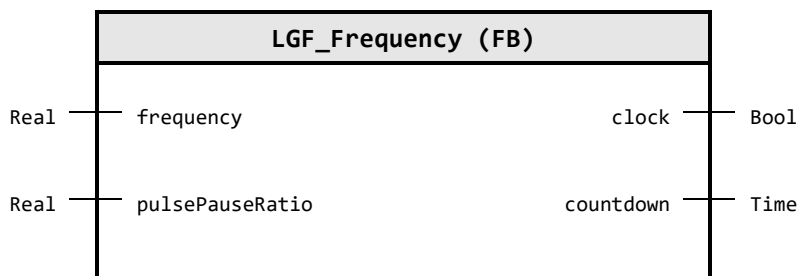 LGF_Frequency (FB)
Real frequency clock Bool
Real pulsePauseRatio countdown Time